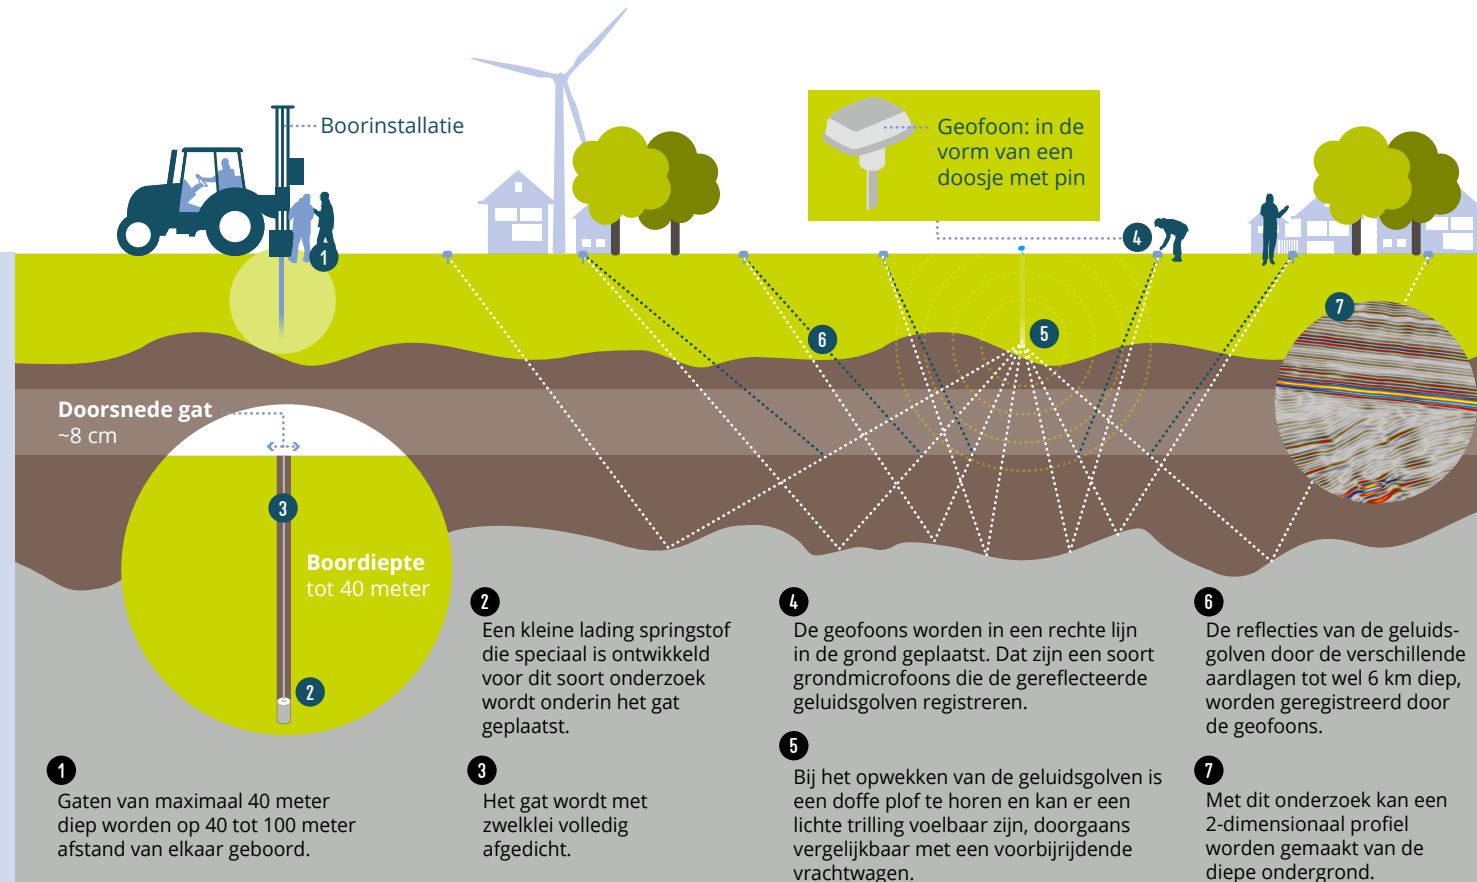 Boorinstallatie
Geofoon: in de
vorm van een
doosje met pin
1
4
6
5
7
Doorsnede gat
~8 cm
3
Boordiepte
tot 40 meter
2
1
Gaten van maximaal 40 meter
diep worden op 40 tot 100 meter
afstand van elkaar geboord.
2
Een kleine lading springstof
die speciaal is ontwikkeld
voor dit soort onderzoek
wordt onderin het gat
geplaatst.
3
Het gat wordt met
zwelklei volledig
afgedicht.
4
De geofoons worden in een rechte lijn
in de grond geplaatst. Dat zijn een soort
grondmicrofoons die de gereflecteerde
geluidsgolven registreren.
5
Bij het opwekken van de geluidsgolven is
een doffe plof te horen en kan er een
lichte trilling voelbaar zijn, doorgaans
vergelijkbaar met een voorbijrijdende
vrachtwagen.
6
De reflecties van de geluids-
golven door de verschillende
aardlagen tot wel 6 km diep,
worden geregistreerd door
de geofoons.
7
Met dit onderzoek kan een
2-dimensionaal profiel
worden gemaakt van de
diepe ondergrond.